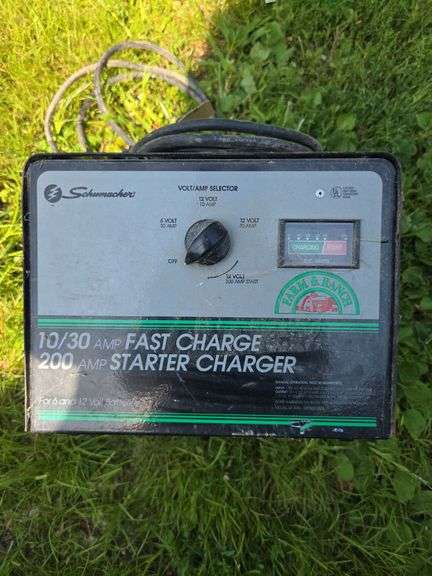 Schumacher
VOLT/AMP SELECTOR
12 VOLT
10 AMP
6 VOLT
30 AMP
12 VOLT
OFF
12 VOLT
200 AMP START
CHARGING
START
FARM & RANCH
10/30 AMP FAST CHARGE
200 AMP STARTER CHARGER
For 6 and 12 Volt Batteries